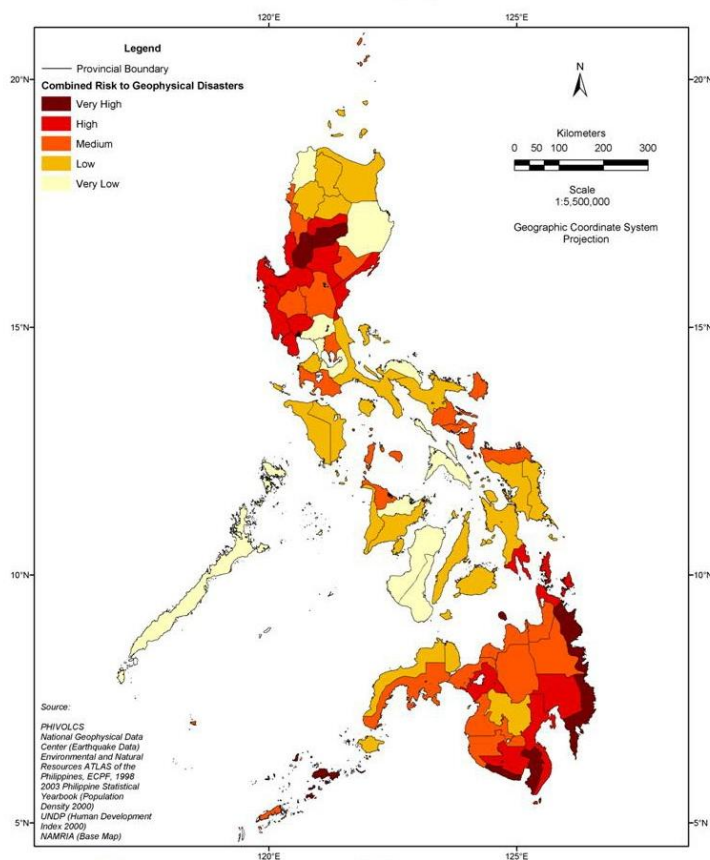 120°E
125°E
20°N
20°N
Legend
Provincial Boundary
Combined Risk to Geophysical Disasters
Very High
High
Medium
Low
Very Low
N
Kilometers
0 50 100 200 300
Scale
1:5,500,000
Geographic Coordinate System
Projection
15°N
15°N
10°N
10°N
Source:
PHIVOLCS
National Geophysical Data
Center (Earthquake Data)
Environmental and Natural
Resources ATLAS of the
Philippines, ECPF, 1998
2003 Philippine Statistical
Yearbook (Population
Density 2000)
UNDP (Human Development
Index 2000)
NAMRIA (Base Map)
5°N
5°N
120°E
125°E